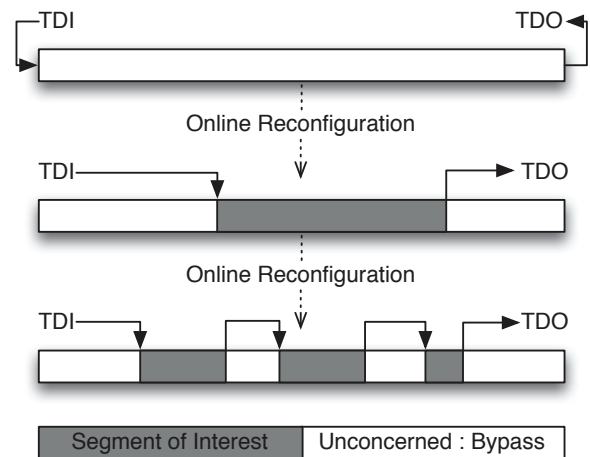 TDI
TDO
Online Reconfiguration
TDI
TDO
Online Reconfiguration
TDI
TDO
Segment of Interest
Unconcerned : Bypass